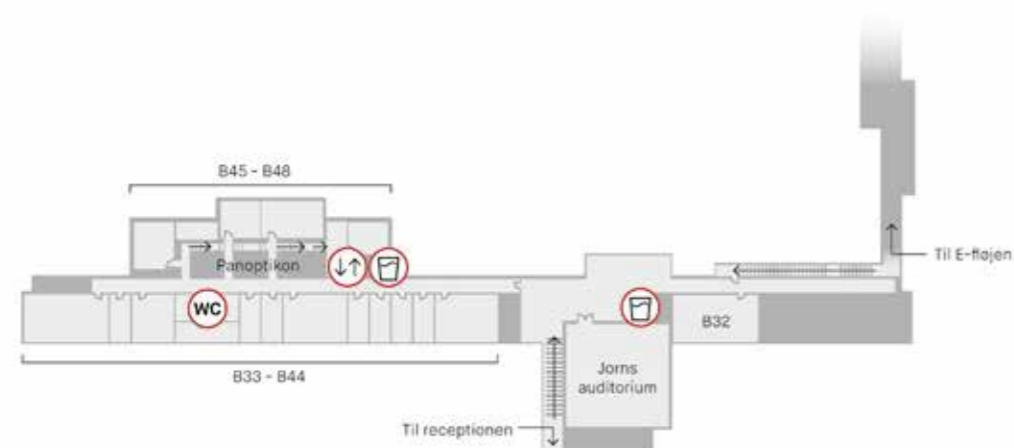 B45 - B48
Panoptikon
WC
B33 - B44
Til E-fløjen
B32
Jorns
auditorium
Til receptionen